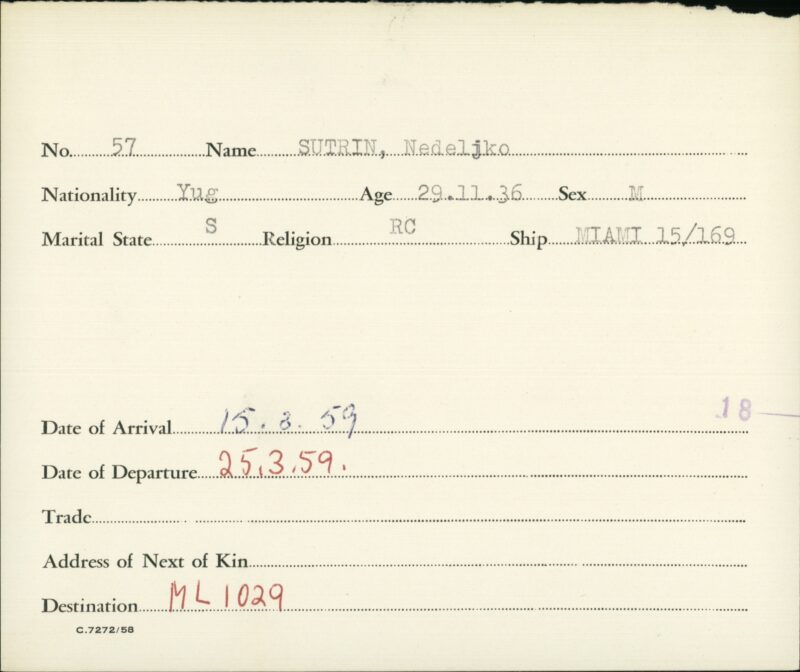 No. 57 Name SUTRIN, Nedeljko
Nationality Yug Age 29.11.36 Sex M
Marital State S Religion RC Ship MIAMI 15/169
18
Date of Arrival 15.3.59
Date of Departure 25.3.59.
Trade
Address of Next of Kin
Destination ML 1029
C.7272/58